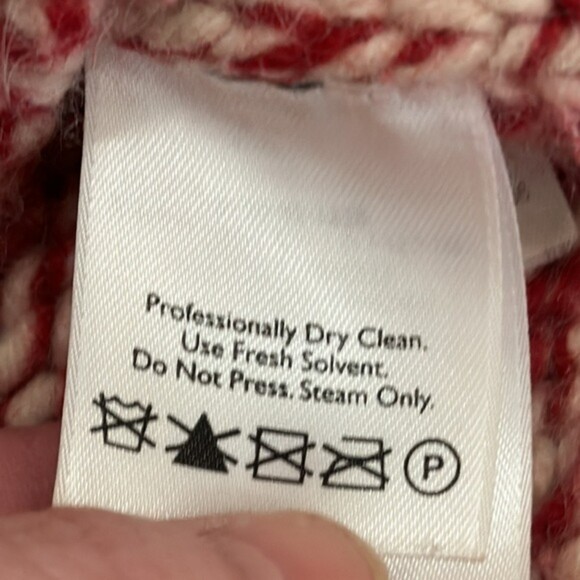 Professionally Dry Clean.
Use Fresh Solvent.
Do Not Press. Steam Only.
P